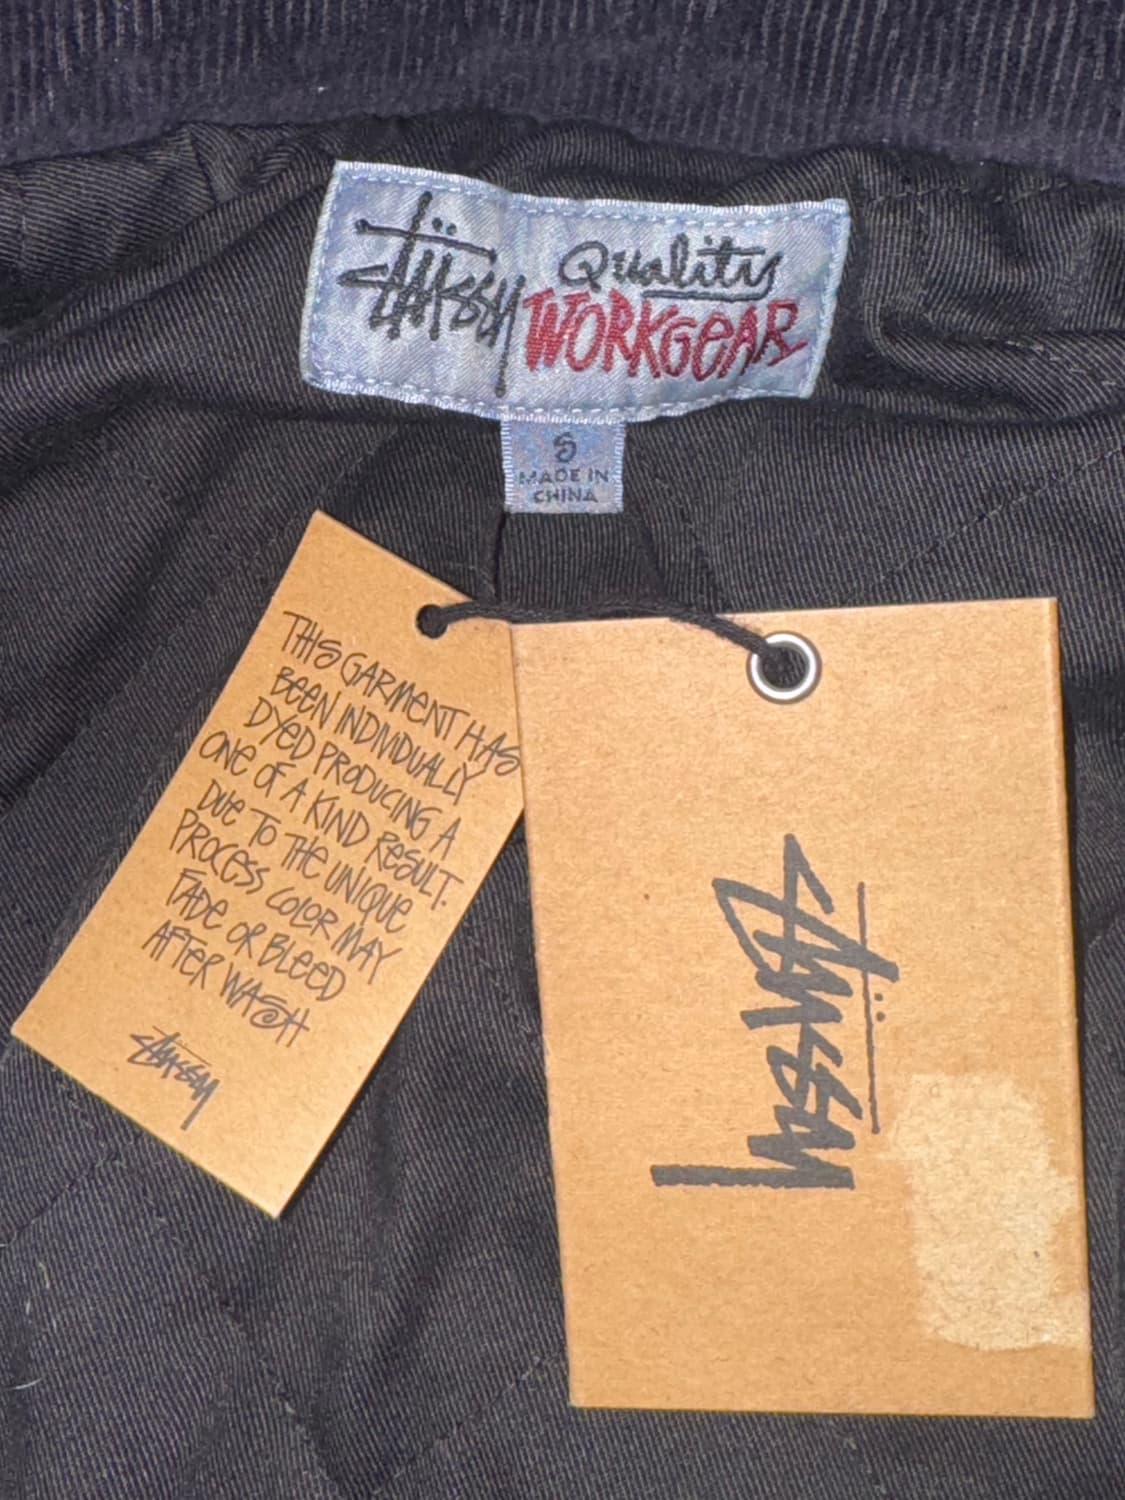 Stüssy Quality
WORKGEAR
S
MADE IN
CHINA
THIS GARMENT HAS
BEEN INDIVIDUALLY
DYED PRODUCING A
ONE OF A KIND RESULT.
DUE TO THE UNIQUE
PROCESS COLOR MAY
FADE OR BLEED
AFTER WASH
Stüssy
Stüssy